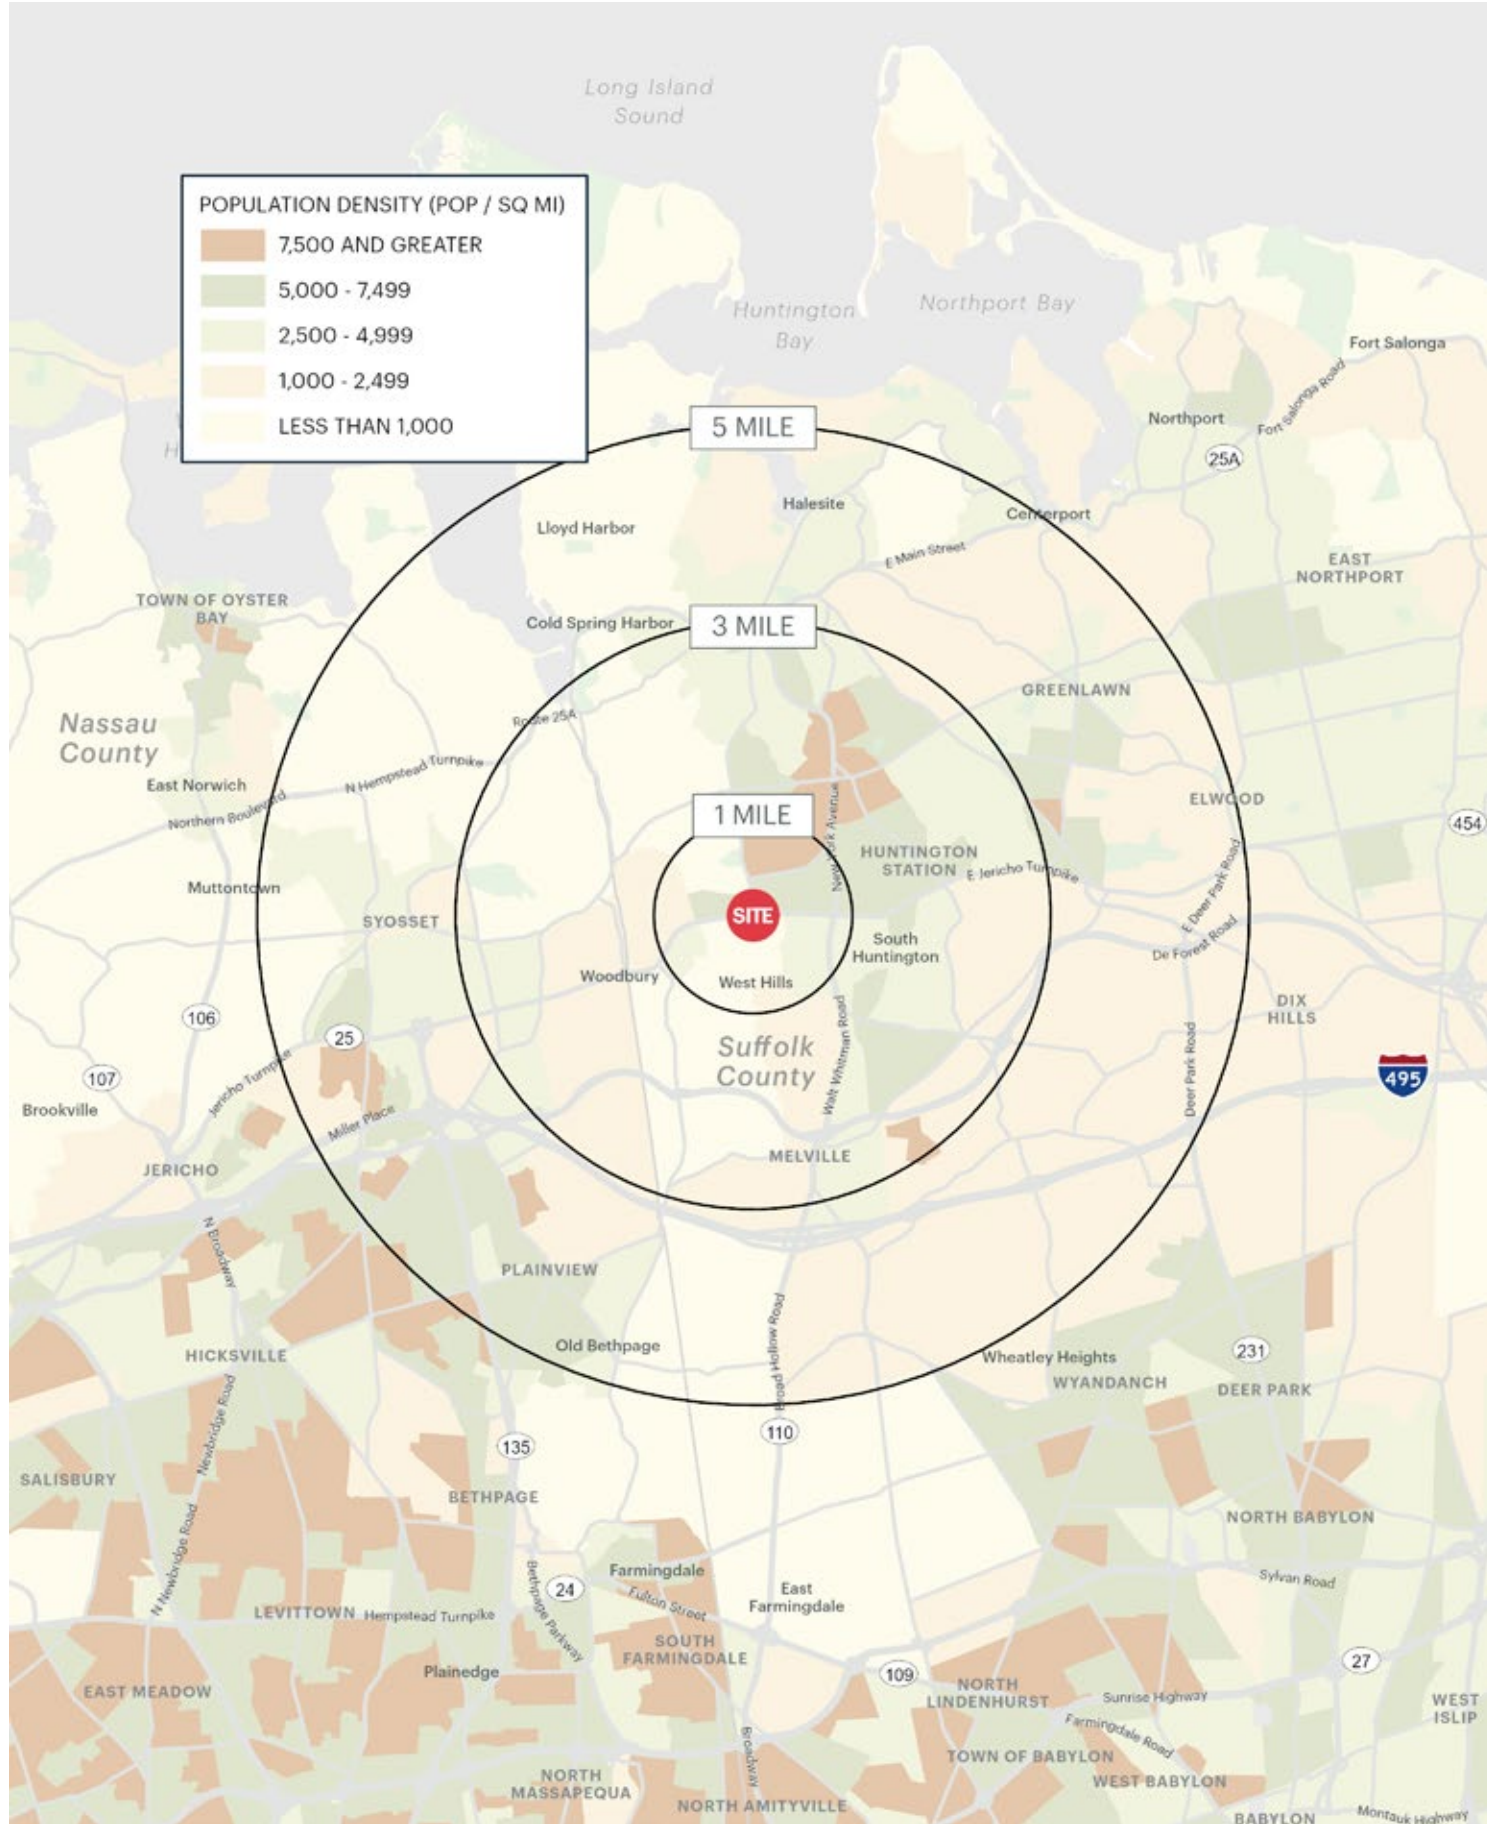 Long Island
Sound
POPULATION DENSITY (POP / SQ MI)
7,500 AND GREATER
5,000 - 7,499
2,500 - 4,999
1,000 - 2,499
LESS THAN 1,000
Huntington
Bay
Northport Bay
Fort Salonga
Fort Salonga Road
Northport
25A
5 MILE
Halesite
Centerport
Lloyd Harbor
E Main Street
EAST
NORTHPORT
TOWN OF OYSTER
BAY
Cold Spring Harbor
3 MILE
GREENLAWN
Route 25A
Nassau
County
East Norwich
N Hempstead Turnpike
Northern Boulevard
1 MILE
New York Avenue
ELWOOD
454
HUNTINGTON
STATION
E Jericho Turnpike
E Deer Park Road
Muttontown
SYOSSET
SITE
South
Huntington
De Forest Road
Woodbury
West Hills
DIX
HILLS
106
25
Suffolk
County
Walt Whitman Road
Deer Park Road
495
107
Jericho Turnpike
Brookville
Miller Place
MELVILLE
JERICHO
N Broadway
PLAINVIEW
Old Bethpage
Broad Hollow Road
Wheatley Heights
231
HICKSVILLE
WYANDANCH
DEER PARK
Newbridge Road
110
135
SALISBURY
BETHPAGE
NORTH BABYLON
N Newbridge Road
Farmingdale
24
Fulton Street
East
Farmingdale
Sylvan Road
Bethpage Parkway
LEVITTOWN
Hempstead Turnpike
SOUTH
FARMINGDALE
Plainedge
109
27
EAST MEADOW
NORTH
LINDENHURST
Sunrise Highway
WEST
ISLIP
Farmingdale Road
Broadway
TOWN OF BABYLON
NORTH
MASSAPEQUA
WEST BABYLON
NORTH AMITYVILLE
BABYLON
Montauk Highway